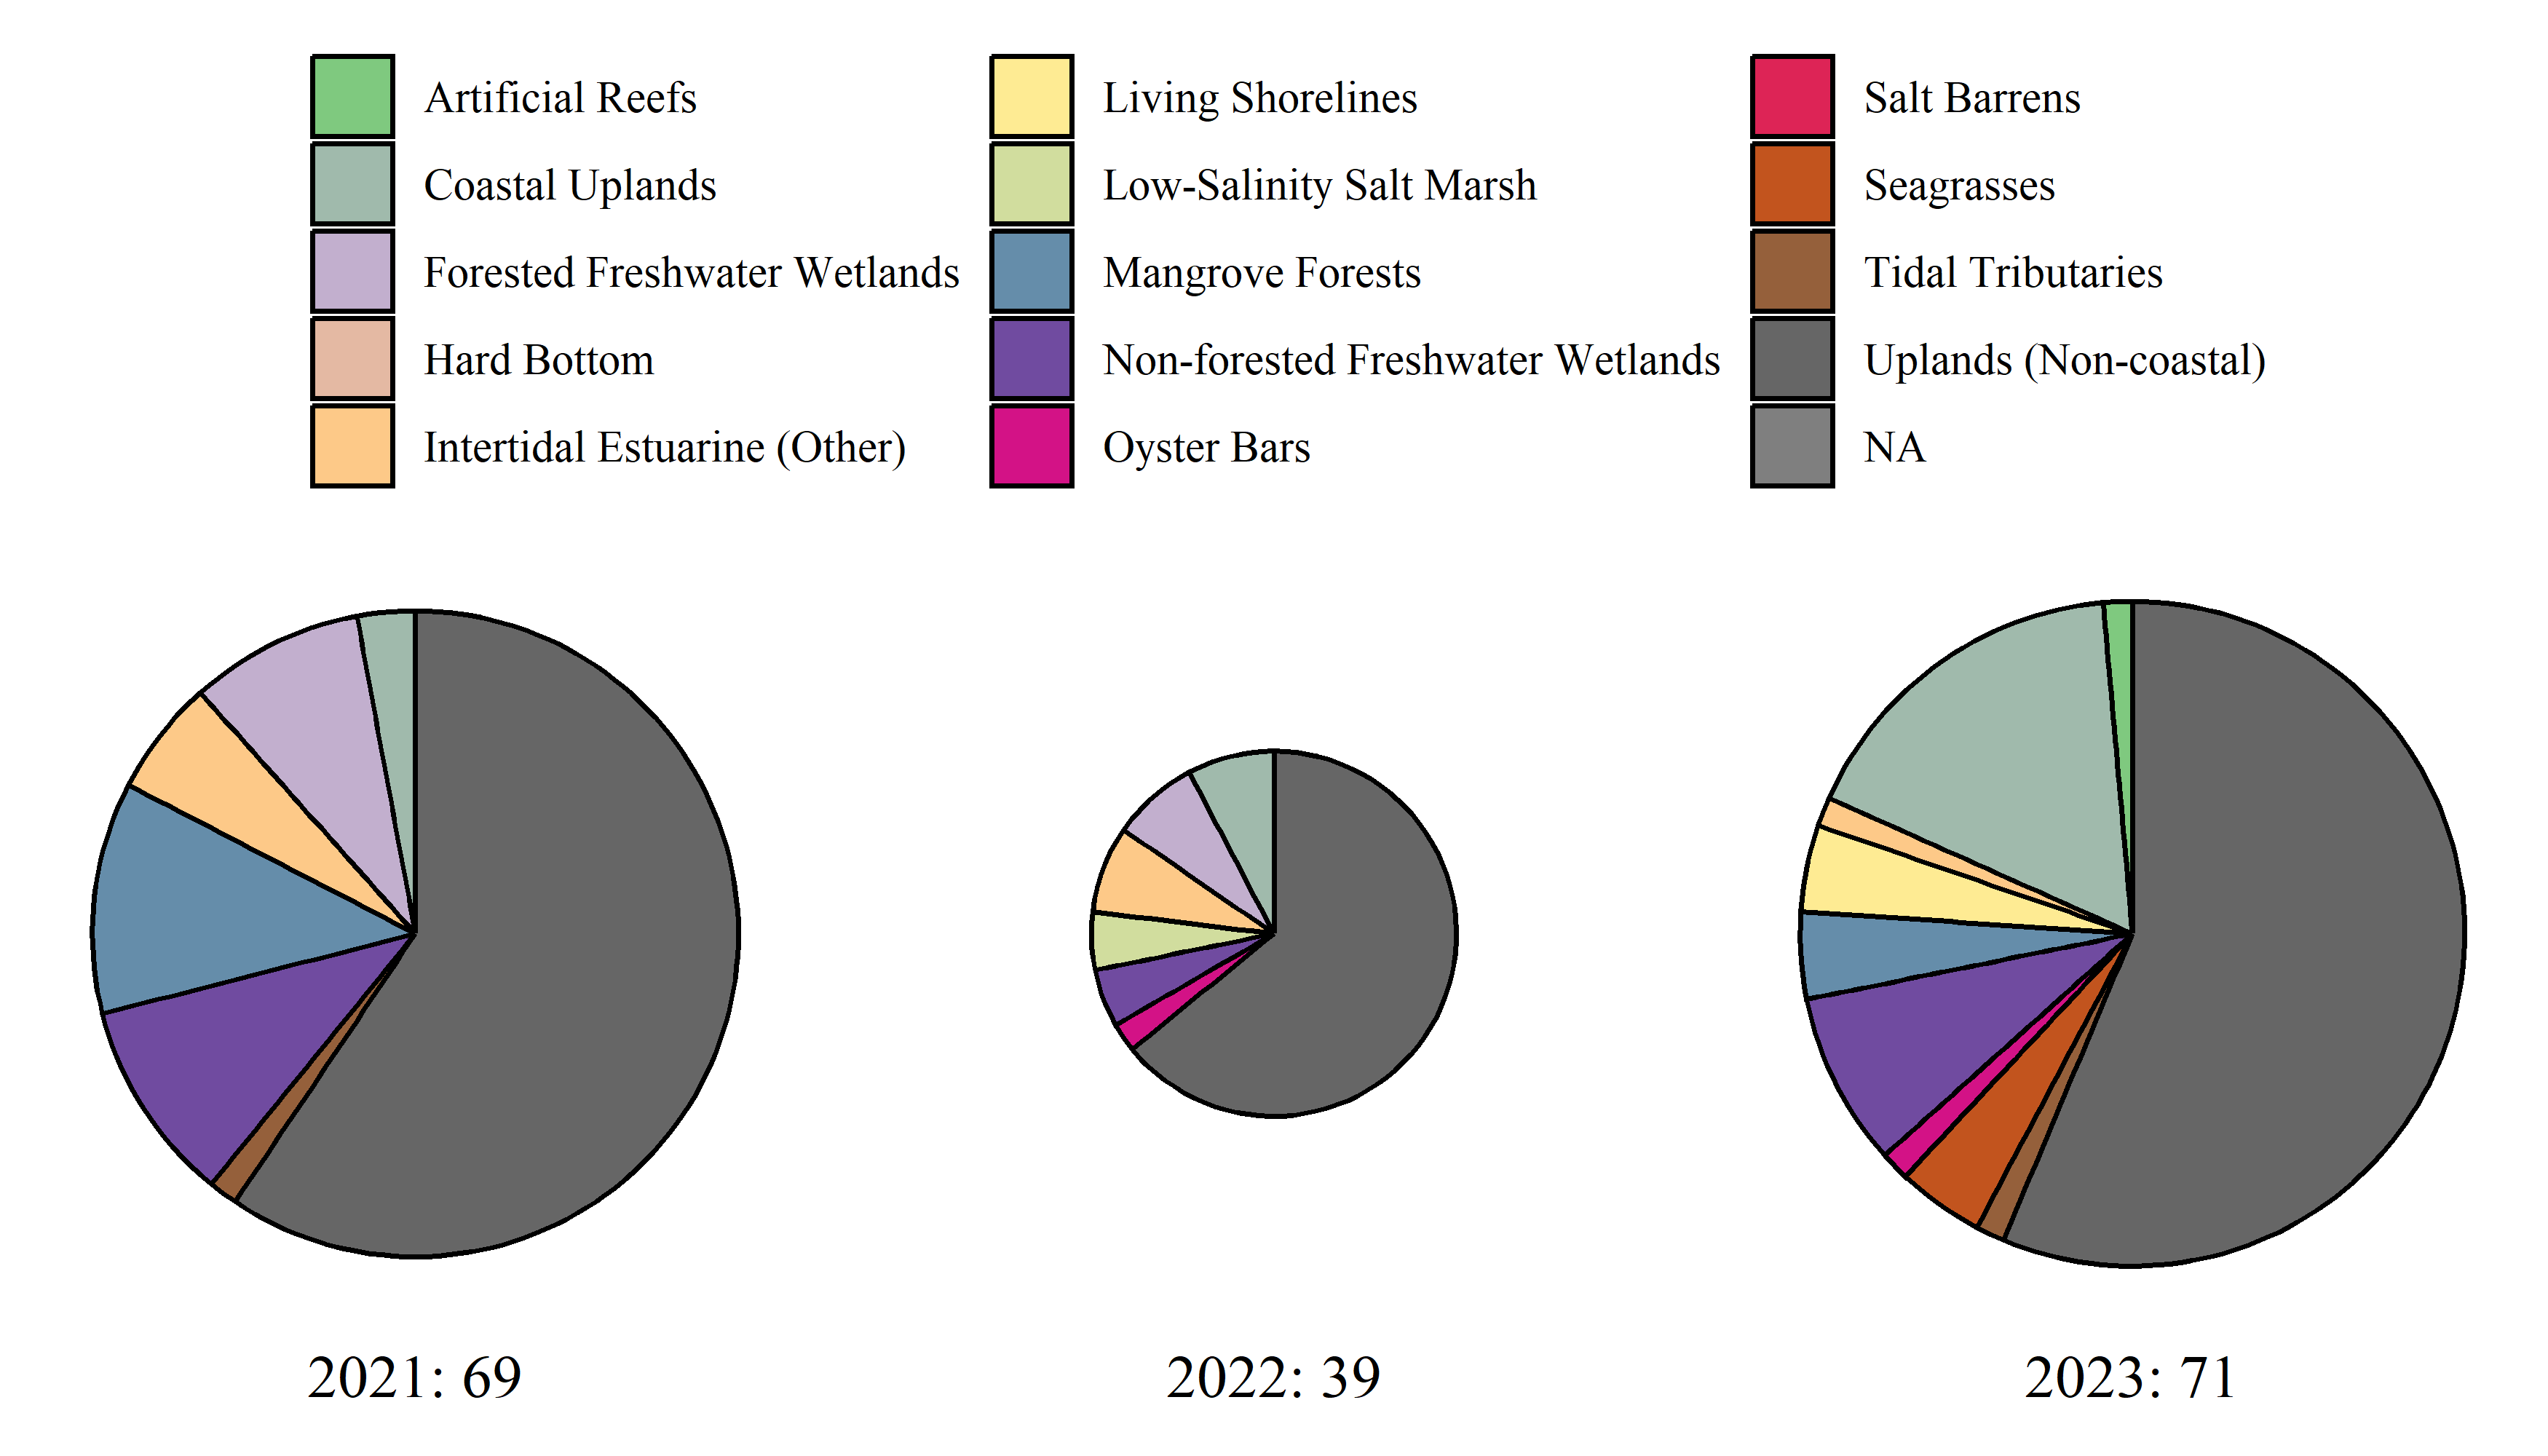 Artificial Reefs
Coastal Uplands
Forested Freshwater Wetlands
Hard Bottom
Intertidal Estuarine (Other)
Living Shorelines
Low-Salinity Salt Marsh
Mangrove Forests
Non-forested Freshwater Wetlands
Oyster Bars
Salt Barrens
Seagrasses
Tidal Tributaries
Uplands (Non-coastal)
NA
2021: 69
2022: 39
2023: 71